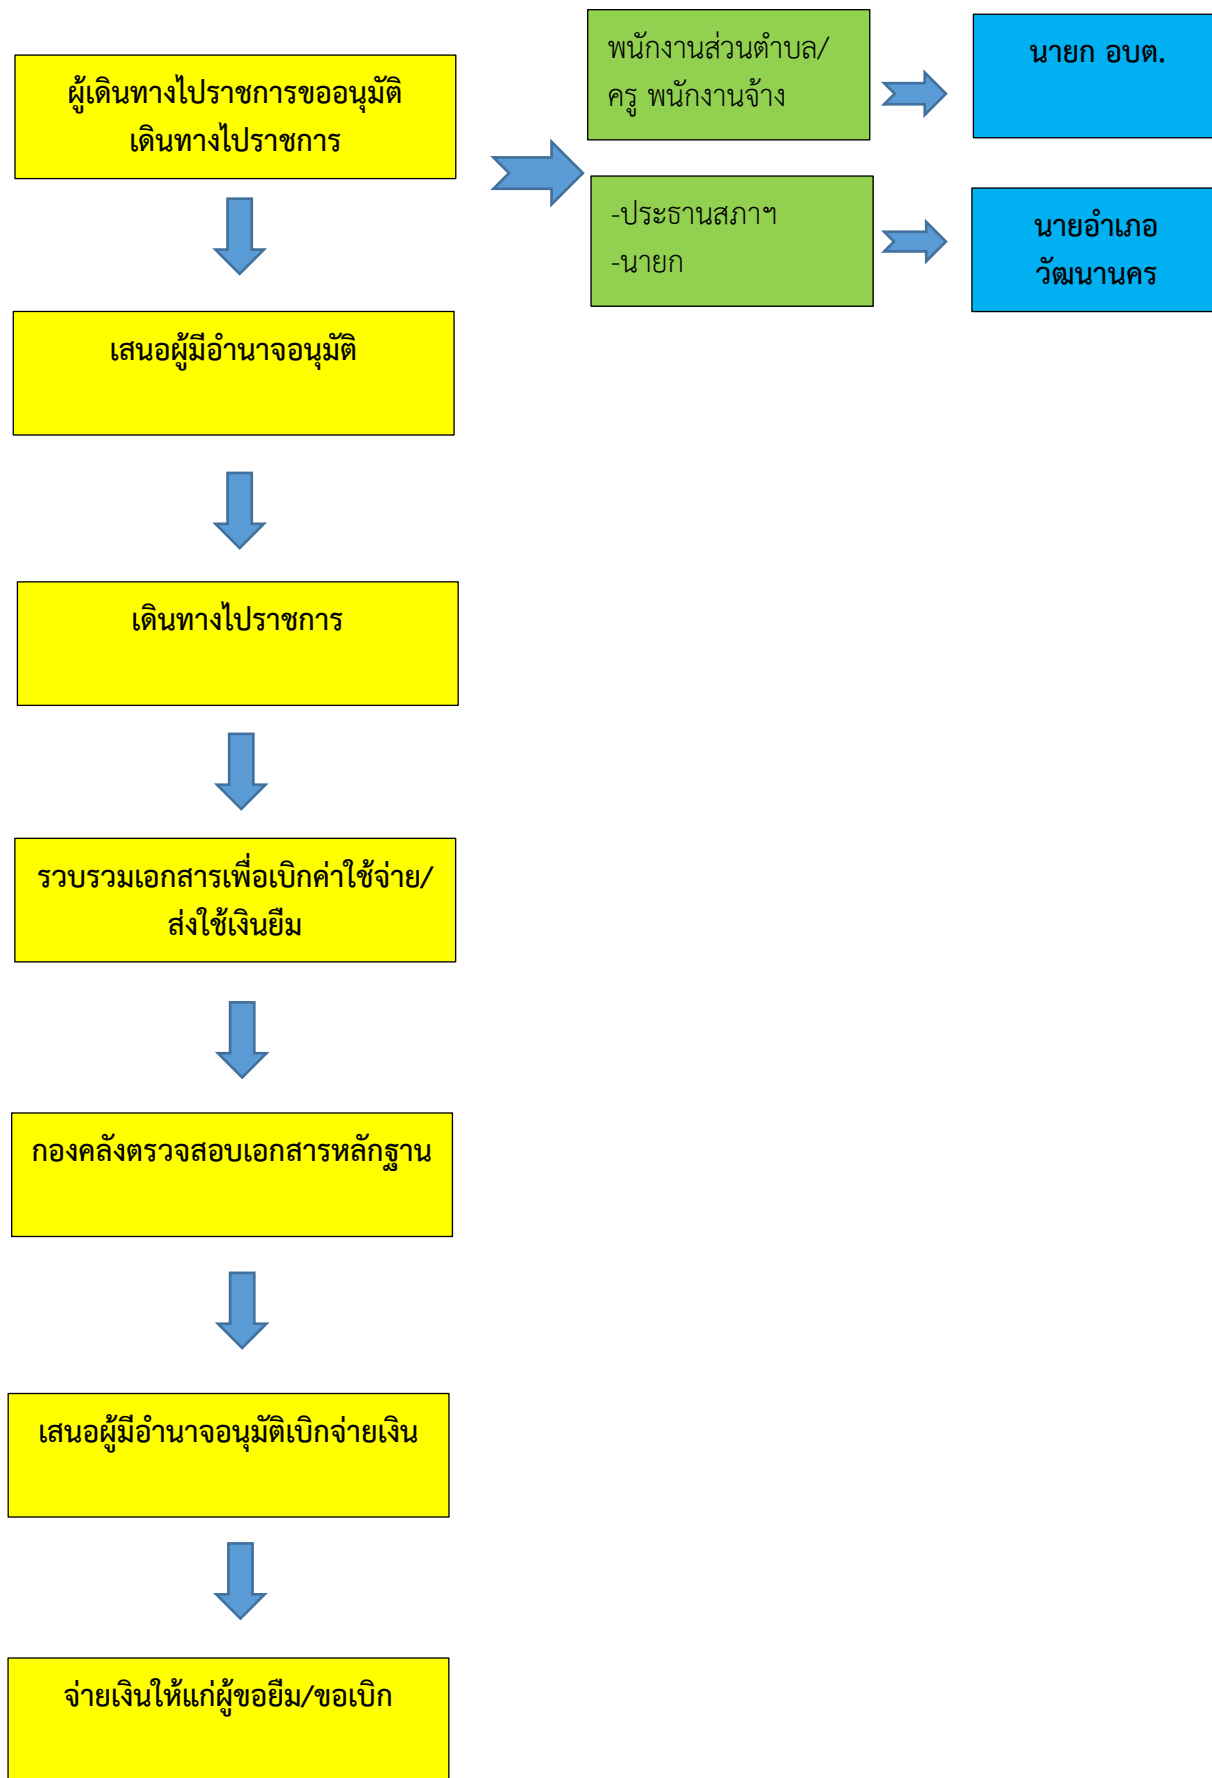 ผู้เดินทางไปราชการขออนุมัติ
เดินทางไปราชการ
พนักงานส่วนตำบล/
ครู พนักงานจ้าง
นายก อบต.
-ประธานสภาฯ
-นายก
นายอำเภอ
วัฒนานคร
เสนอผู้มีอำนาจอนุมัติ
เดินทางไปราชการ
รวบรวมเอกสารเพื่อเบิกค่าใช้จ่าย/
ส่งใช้เงินยืม
กองคลังตรวจสอบเอกสารหลักฐาน
เสนอผู้มีอำนาจอนุมัติเบิกจ่ายเงิน
จ่ายเงินให้แก่ผู้ขอยืม/ขอเบิก